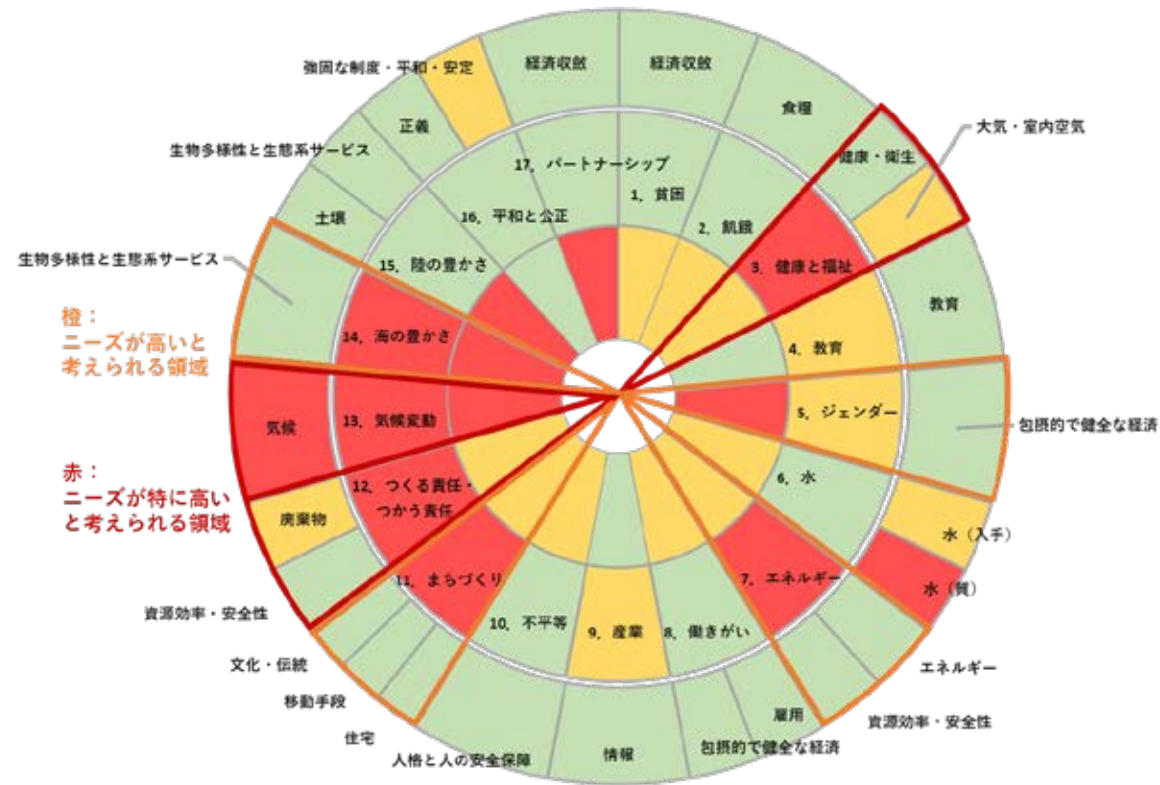 経済収斂
経済収斂
強固な制度・平和・安定
食糧
正義
大気・室内空気
生物多様性と生態系サービス
健康・衛生
17. パートナーシップ
1. 貧困
16. 平和と公正
土壌
2. 飢餓
生物多様性と生態系サービス
15. 陸の豊かさ
3. 健康と福祉
教育
橙：
ニーズが高いと
考えられる領域
14. 海の豊かさ
4. 教育
気候
13. 気候変動
5. ジェンダー
包摂的で健全な経済
赤：
ニーズが特に高い
と考えられる領域
12. つくる責任・
つかう責任
6. 水
廃棄物
水（入手）
11. まちづくり
7. エネルギー
水（質）
資源効率・安全性
10. 不平等
9. 産業
8. 働きがい
文化・伝統
エネルギー
移動手段
雇用
資源効率・安全性
住宅
人格と人の安全保障
情報
包摂的で健全な経済